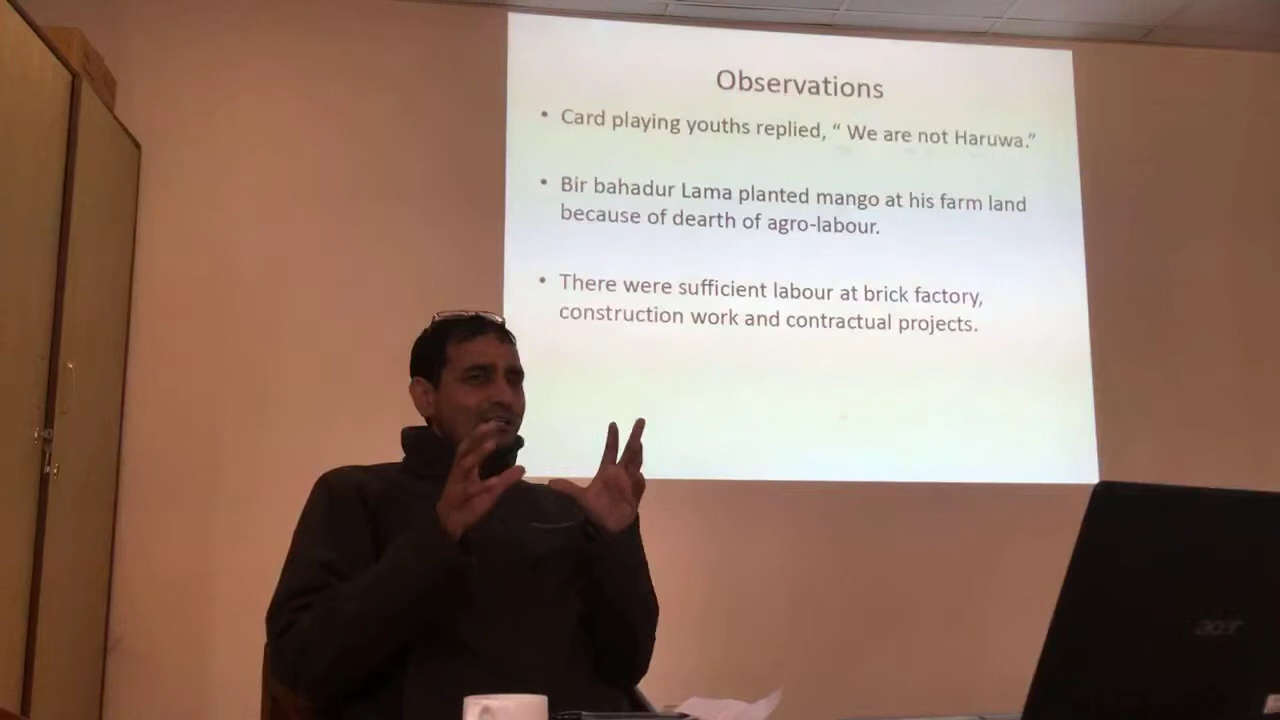 Observations
• Card playing youths replied, “ We are not Haruwa.”
• Bir bahadur Lama planted mango at his farm land
because of dearth of agro-labour.
• There were sufficient labour at brick factory,
construction work and contractual projects.
acer